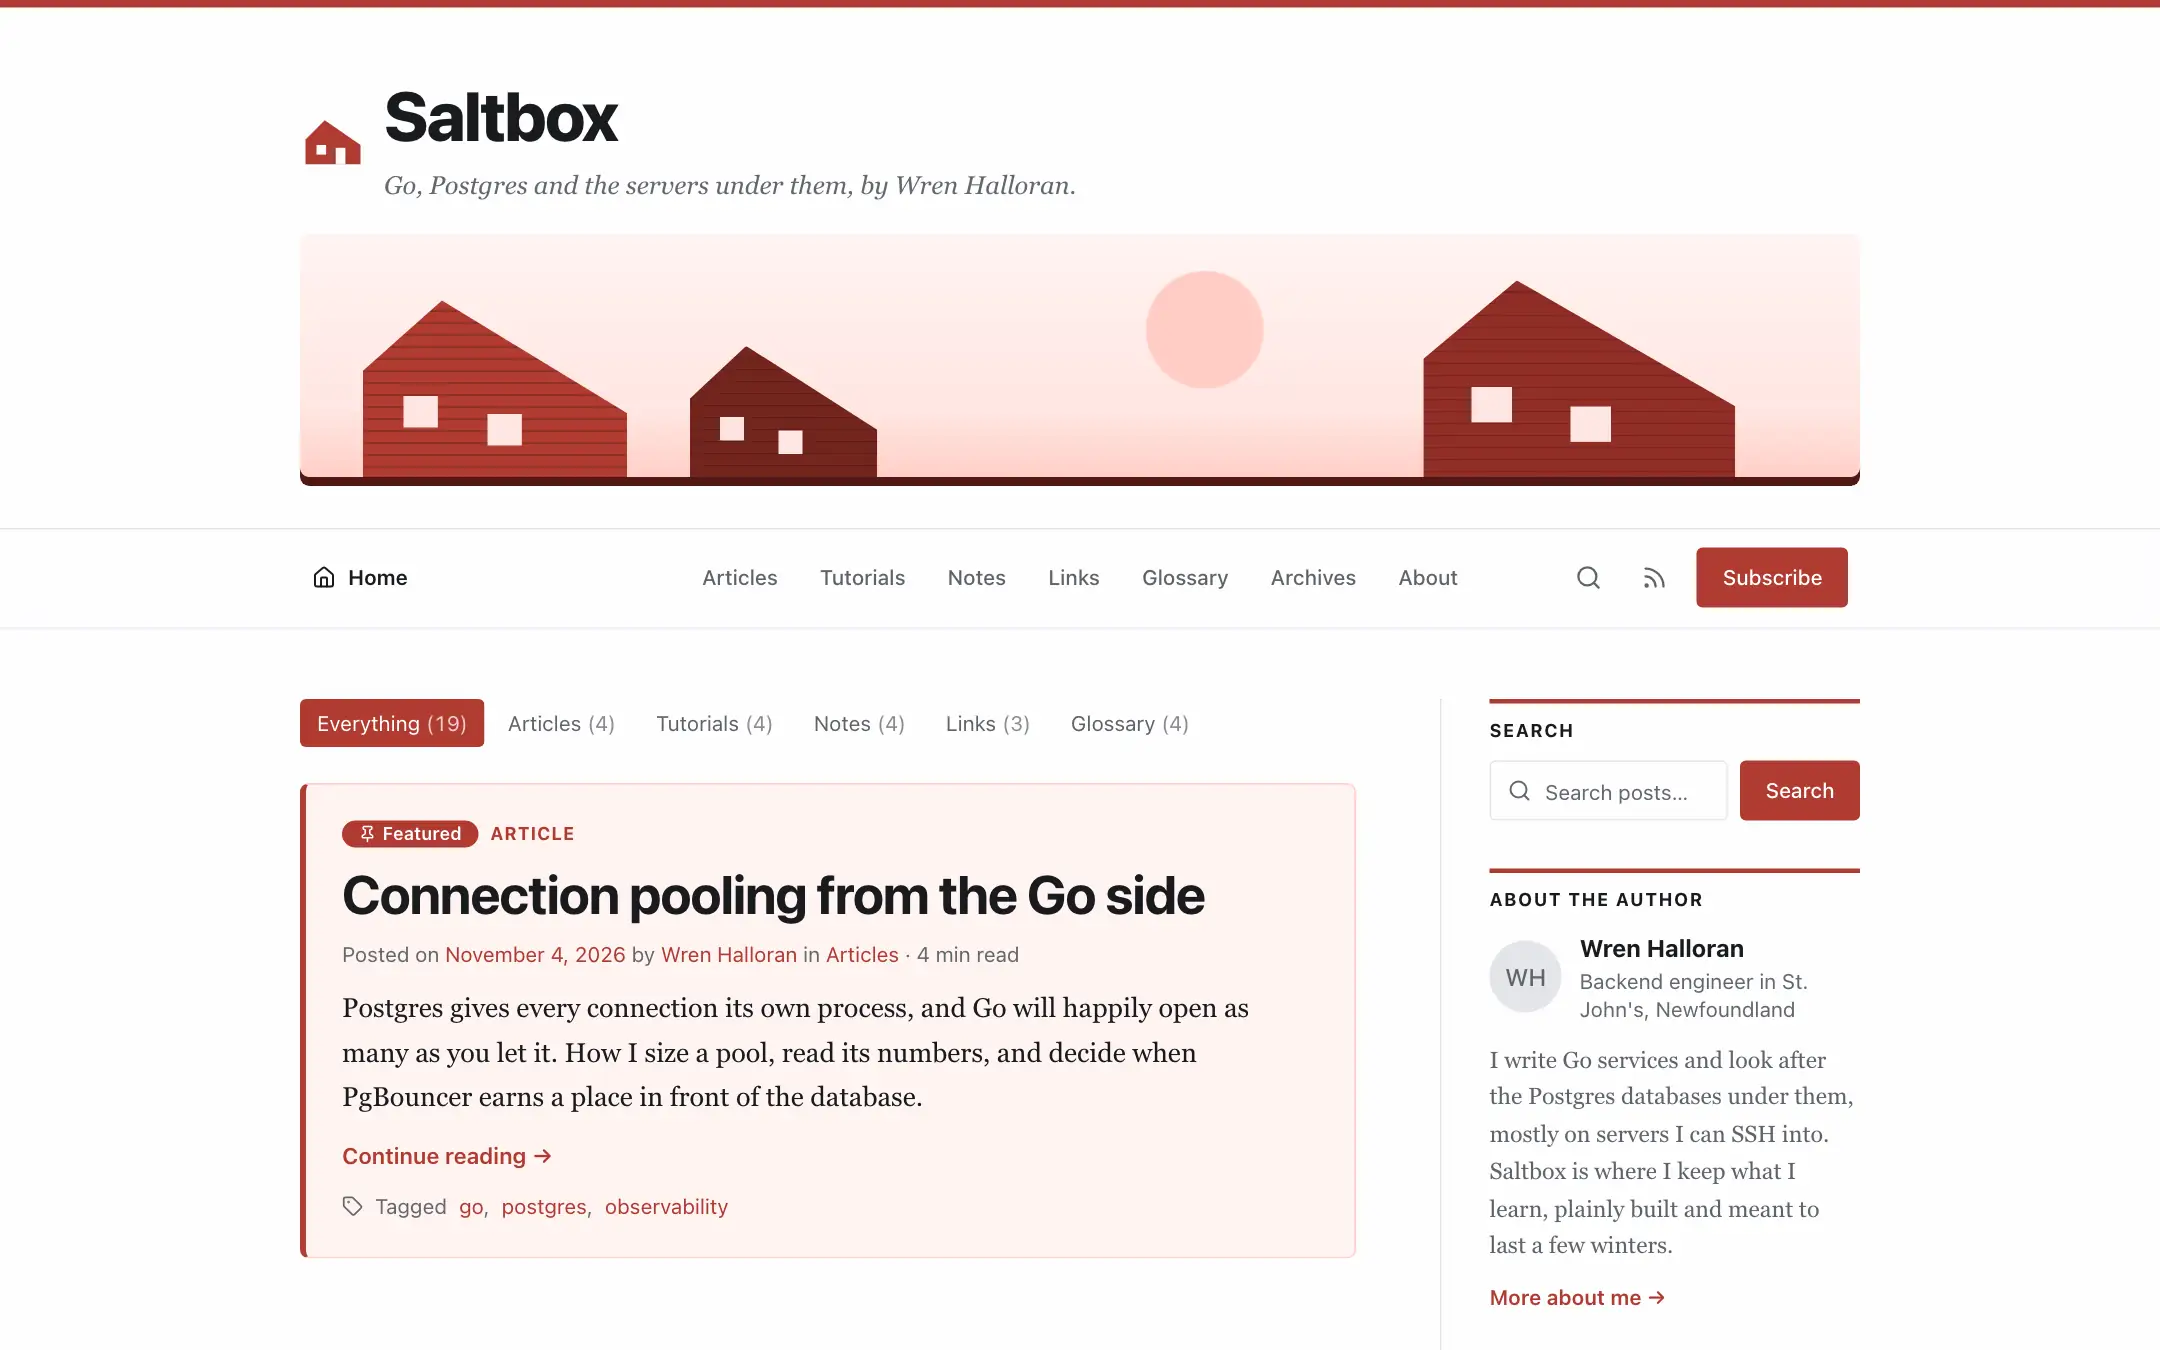 Saltbox
Go, Postgres and the servers under them, by Wren Halloran.
Home
Articles
Tutorials
Notes
Links
Glossary
Archives
About
Subscribe
Everything (19)
Articles (4)
Tutorials (4)
Notes (4)
Links (3)
Glossary (4)
Featured
ARTICLE
Connection pooling from the Go side
Posted on November 4, 2026 by Wren Halloran in Articles · 4 min read
Postgres gives every connection its own process, and Go will happily open as
many as you let it. How I size a pool, read its numbers, and decide when
PgBouncer earns a place in front of the database.
Continue reading →
Tagged go, postgres, observability
SEARCH
Search posts...
Search
ABOUT THE AUTHOR
WH
Wren Halloran
Backend engineer in St.
John's, Newfoundland
I write Go services and look after
the Postgres databases under them,
mostly on servers I can SSH into.
Saltbox is where I keep what I
learn, plainly built and meant to
last a few winters.
More about me →